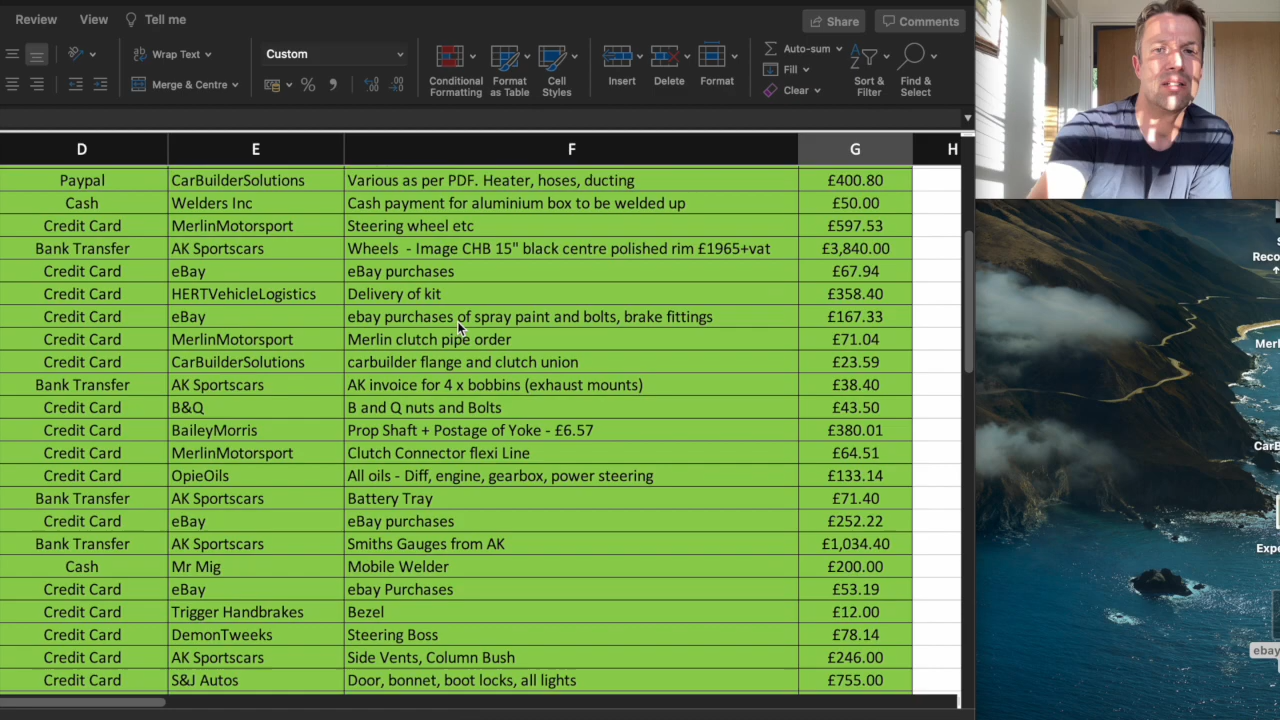 Review View Tell me Share Comments
Wrap Text Custom Auto-sum
Merge & Centre % Conditional Formatting Format as Table Cell Styles Insert Delete Format Fill Sort & Filter Find & Select
Clear
D E F G H
Paypal CarBuilderSolutions Various as per PDF. Heater, hoses, ducting £400.80
Cash Welders Inc Cash payment for aluminium box to be welded up £50.00
Credit Card MerlinMotorsport Steering wheel etc £597.53
Bank Transfer AK Sportscars Wheels - Image CHB 15" black centre polished rim £1965+vat £3,840.00
Credit Card eBay eBay purchases £67.94
Credit Card HERTVehicleLogistics Delivery of kit £358.40
Credit Card eBay ebay purchases of spray paint and bolts, brake fittings £167.33
Credit Card MerlinMotorsport Merlin clutch pipe order £71.04
Credit Card CarBuilderSolutions carbuilder flange and clutch union £23.59
Bank Transfer AK Sportscars AK invoice for 4 x bobbins (exhaust mounts) £38.40
Credit Card B&Q B and Q nuts and Bolts £43.50
Credit Card BaileyMorris Prop Shaft + Postage of Yoke - £6.57 £380.01
Credit Card MerlinMotorsport Clutch Connector flexi Line £64.51
Credit Card OpieOils All oils - Diff, engine, gearbox, power steering £133.14
Bank Transfer AK Sportscars Battery Tray £71.40
Credit Card eBay eBay purchases £252.22
Bank Transfer AK Sportscars Smiths Gauges from AK £1,034.40
Cash Mr Mig Mobile Welder £200.00
Credit Card eBay ebay Purchases £53.19
Credit Card Trigger Handbrakes Bezel £12.00
Credit Card DemonTweeks Steering Boss £78.14
Credit Card AK Sportscars Side Vents, Column Bush £246.00
Credit Card S&J Autos Door, bonnet, boot locks, all lights £755.00
Reco
Merl
CarB
Expe
ebay